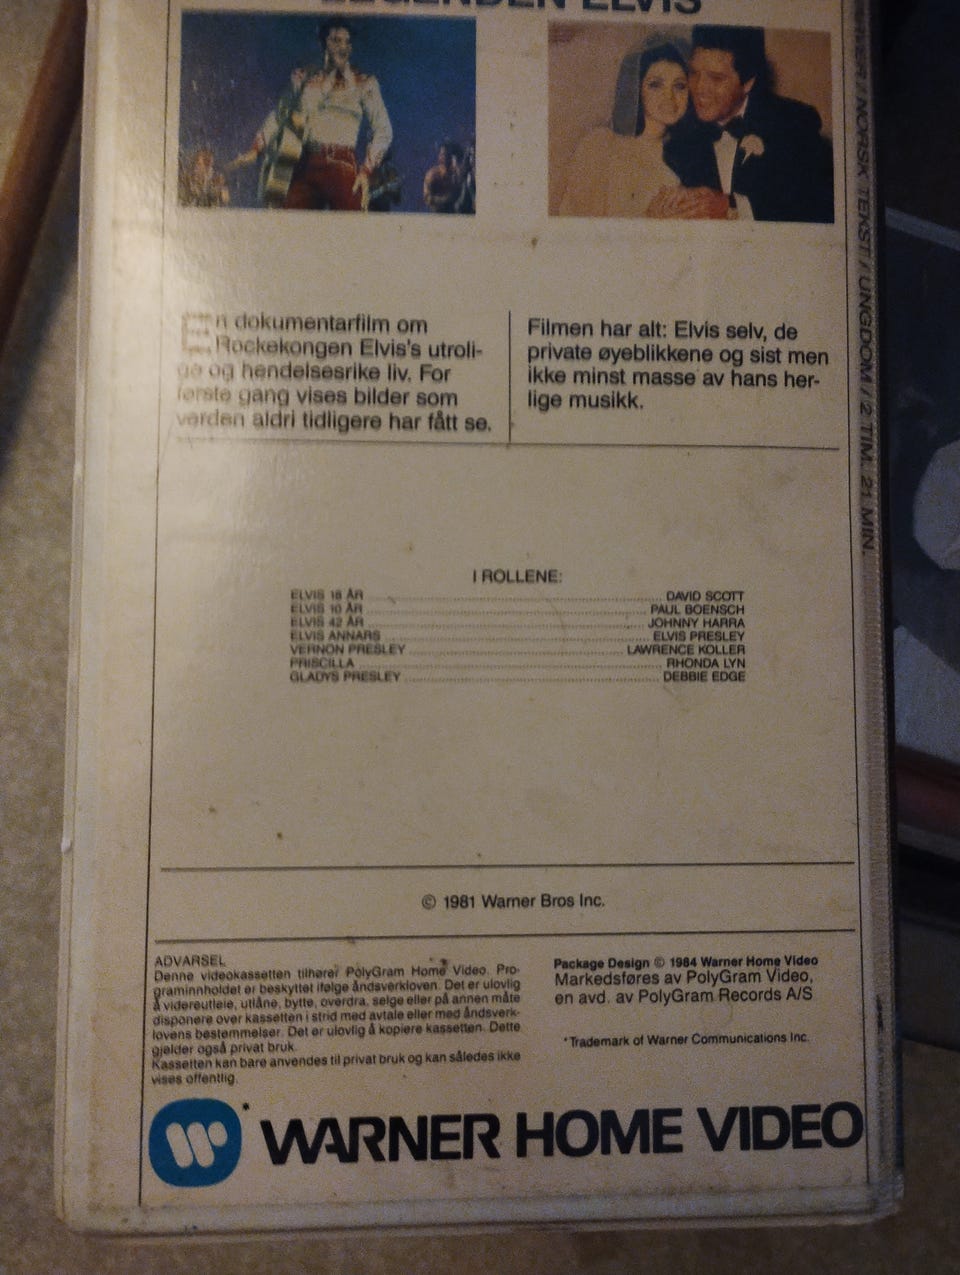 LEGENDEN ELVIS
En dokumentarfilm om
Rockekongen Elvis's utroli-
ge og hendelsesrike liv. For
første gang vises bilder som
verden aldri tidligere har fått se.
Filmen har alt: Elvis selv, de
private øyeblikkene og sist men
ikke minst masse av hans her-
lige musikk.
I ROLLENE:
ELVIS 18 ÅR DAVID SCOTT
ELVIS 10 ÅR PAUL BOENSCH
ELVIS 42 ÅR JOHNNY HARRA
ELVIS ANNARS ELVIS PRESLEY
VERNON PRESLEY LAWRENCE KOLLER
PRISCILLA RHONDA LYN
GLADYS PRESLEY DEBBIE EDGE
© 1981 Warner Bros Inc.
ADVARSEL
Denne videokassetten tilhører PolyGram Home Video. Pro-
graminnholdet er beskyttet ifølge åndsverkloven. Det er ulovlig
å videreutleie, utlåne, bytte, overdra, selge eller på annen måte
disponere over kassetten i strid med avtale eller med åndsverk-
lovens bestemmelser. Det er ulovlig å kopiere kassetten. Dette
gjelder også privat bruk.
Kassetten kan bare anvendes til privat bruk og kan således ikke
vises offentlig.
Package Design © 1984 Warner Home Video
Markedsføres av PolyGram Video,
en avd. av PolyGram Records A/S
*Trademark of Warner Communications Inc.
* WARNER HOME VIDEO
/ NORSK TEKST / UNGDOM / 2 TIM. 21 MIN.